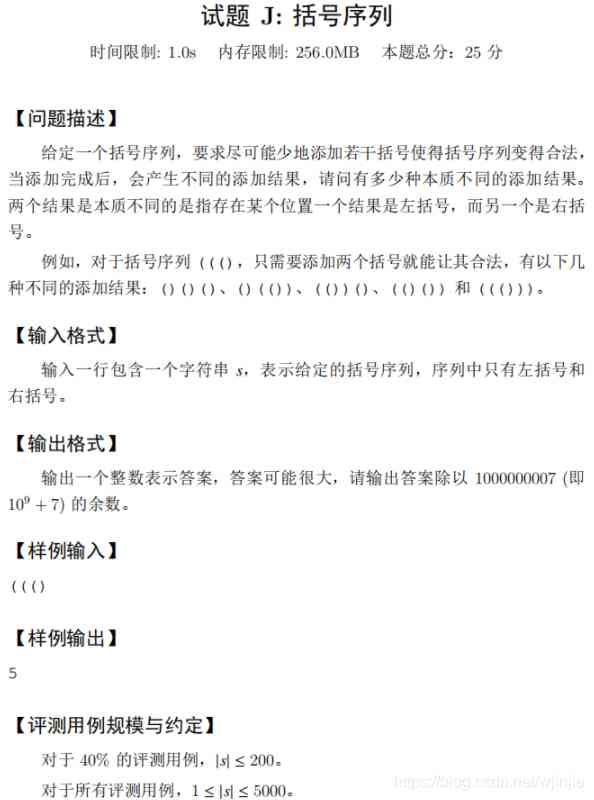 试题 J: 括号序列
时间限制: 1.0s 内存限制: 256.0MB 本题总分：25 分
【问题描述】
给定一个括号序列，要求尽可能少地添加若干括号使得括号序列变得合法，
当添加完成后，会产生不同的添加结果，请问有多少种本质不同的添加结果。
两个结果是本质不同的是指存在某个位置一个结果是左括号，而另一个是右括
号。
例如，对于括号序列 ((()，只需要添加两个括号就能让其合法，有以下几
种不同的添加结果：()()()、()(())、(())()、(()()) 和 ((()))。
【输入格式】
输入一行包含一个字符串 s，表示给定的括号序列，序列中只有左括号和
右括号。
【输出格式】
输出一个整数表示答案，答案可能很大，请输出答案除以 1000000007 (即
10⁹ + 7) 的余数。
【样例输入】
((()
【样例输出】
5
【评测用例规模与约定】
对于 40% 的评测用例，|s| ≤ 200。
对于所有评测用例，1 ≤ |s| ≤ 5000。